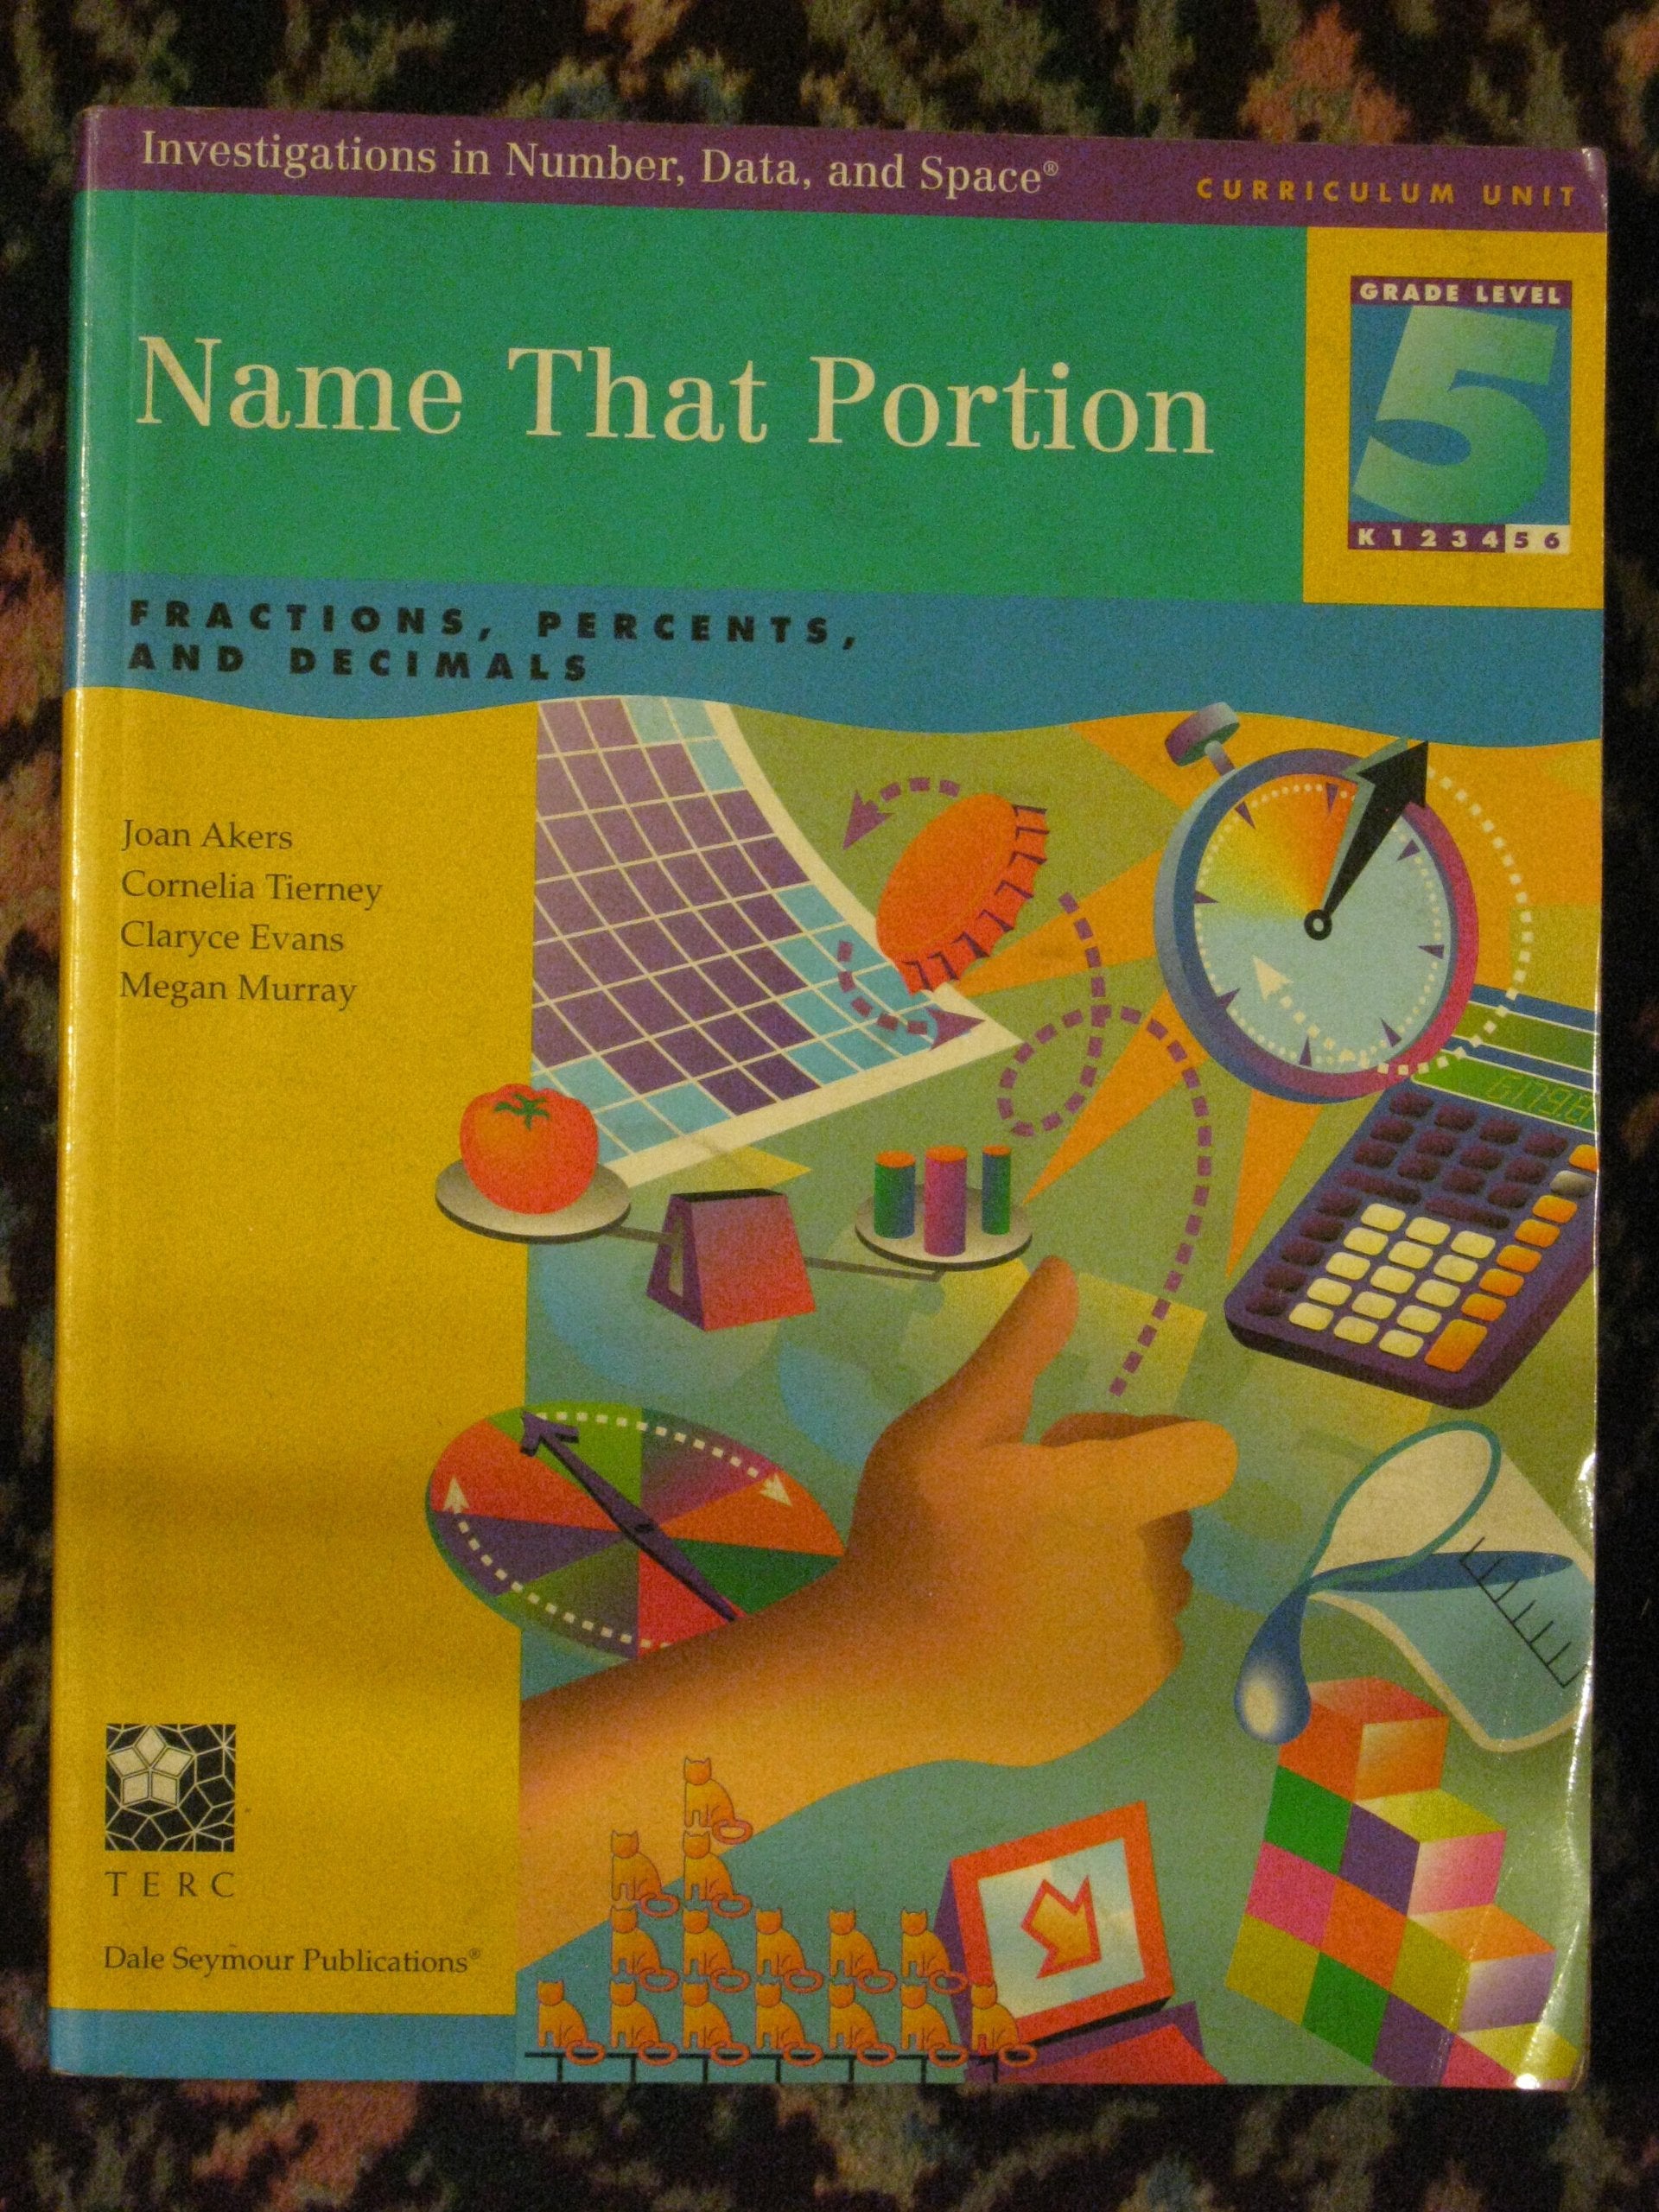 Investigations in Number, Data, and Space®
CURRICULUM UNIT
GRADE LEVEL
5
K 1 2 3 4 5 6
Name That Portion
FRACTIONS, PERCENTS,
AND DECIMALS
Joan Akers
Cornelia Tierney
Claryce Evans
Megan Murray
TERC
Dale Seymour Publications®